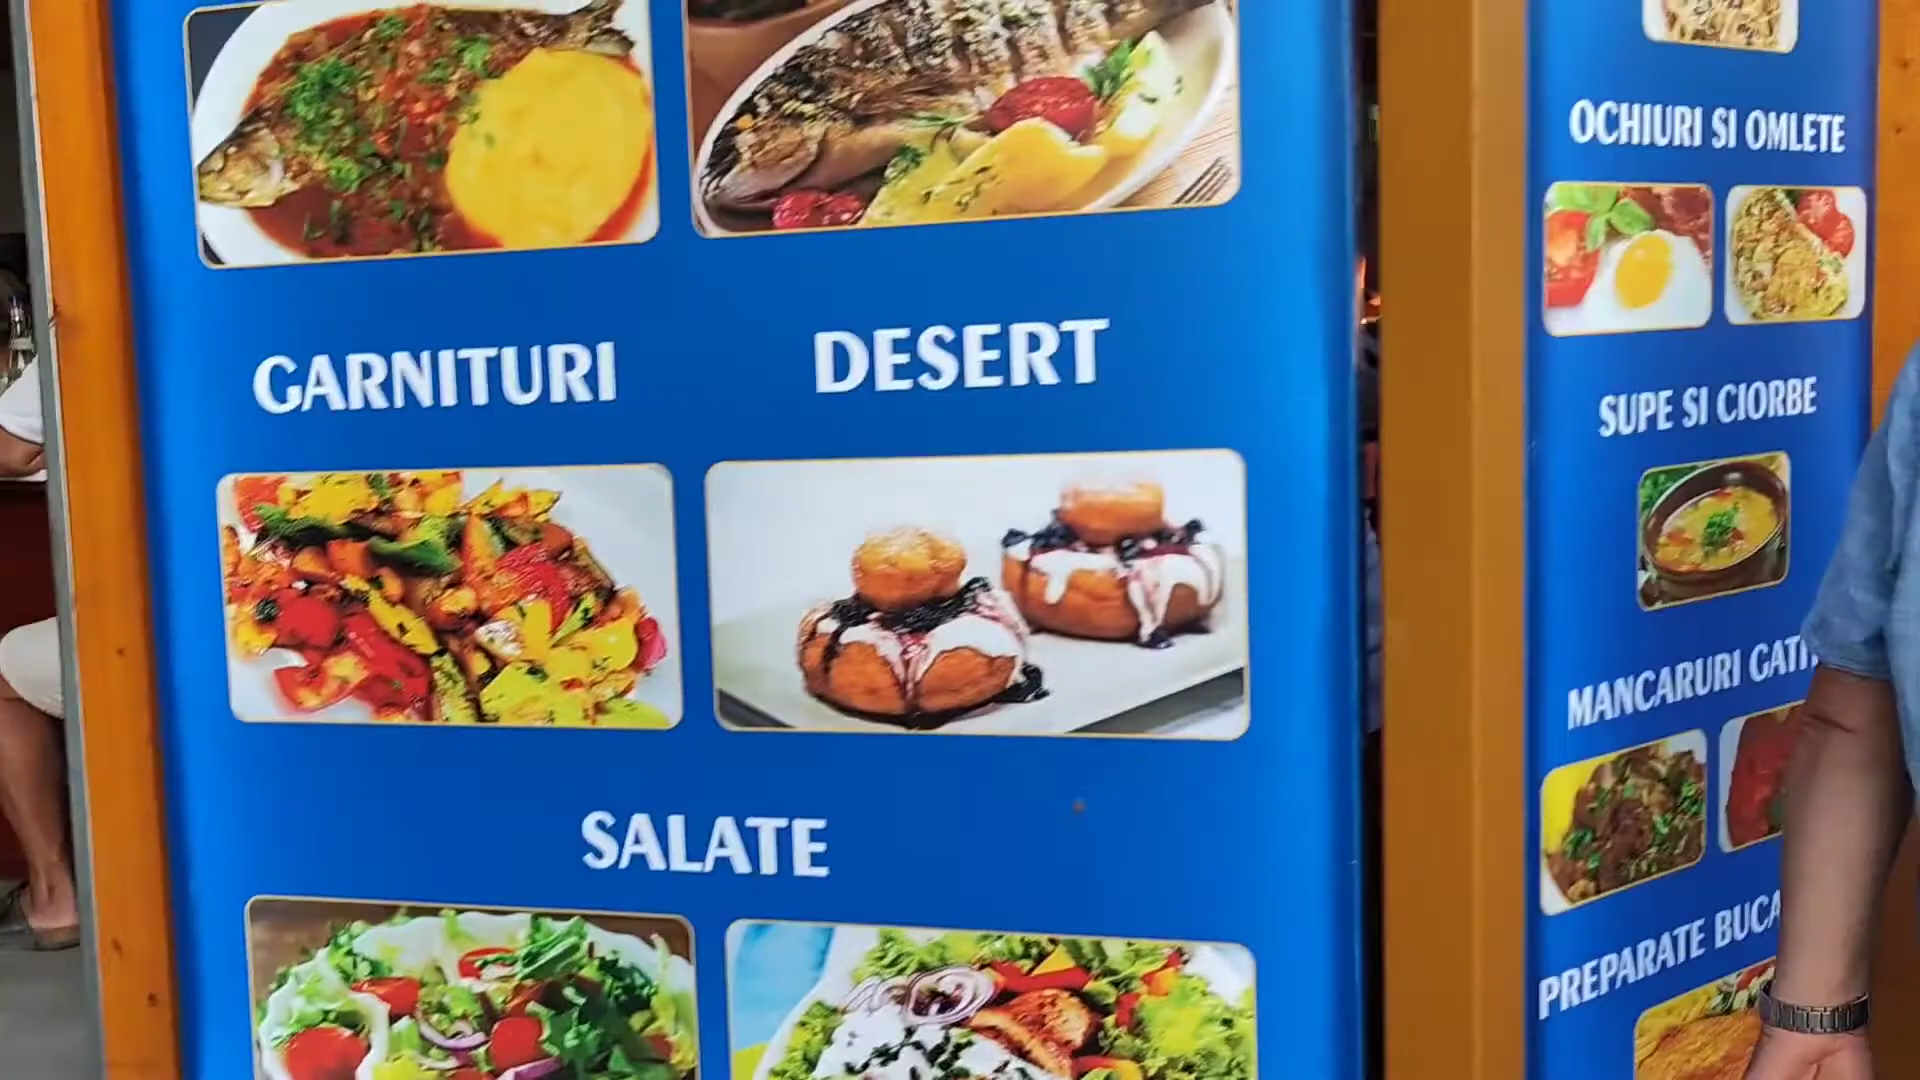 GARNITURI
DESERT
SALATE
OCHIURI SI OMLETE
SUPE SI CIORBE
MANCARURI
PREPARATE